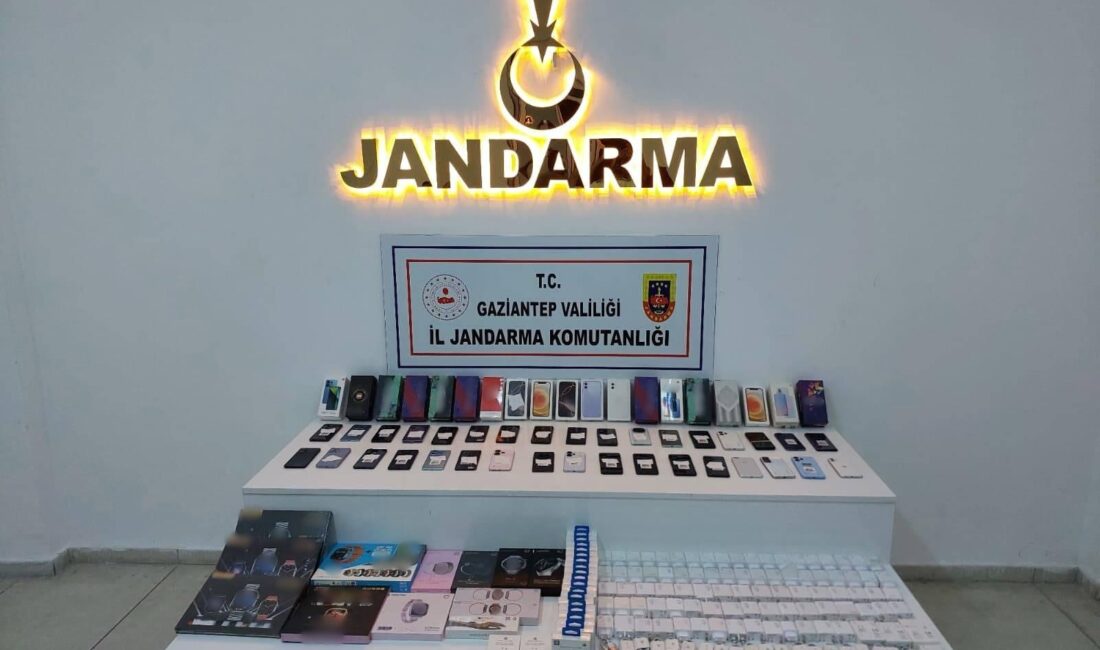 JANDARMA
T.C.
GAZİANTEP VALİLİĞİ
İL JANDARMA KOMUTANLIĞI